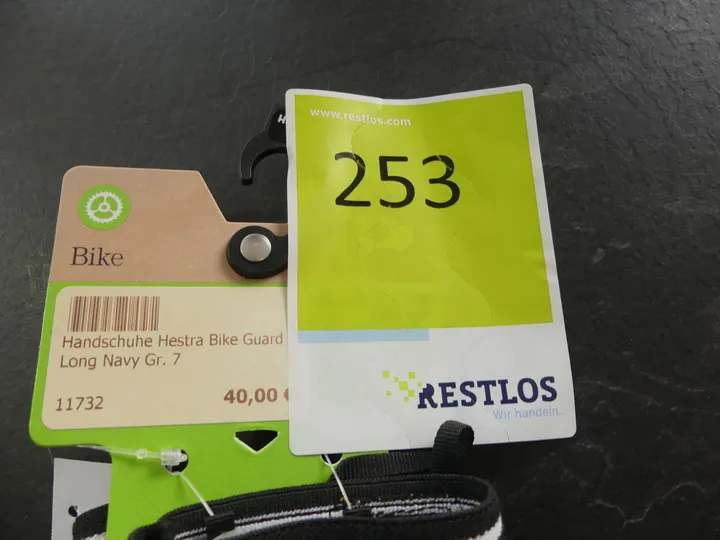 www.restlos.com
253
RESTLOS
Wir handeln.
Bike
Handschuhe Hestra Bike Guard
Long Navy Gr. 7
11732
40,00 €
H